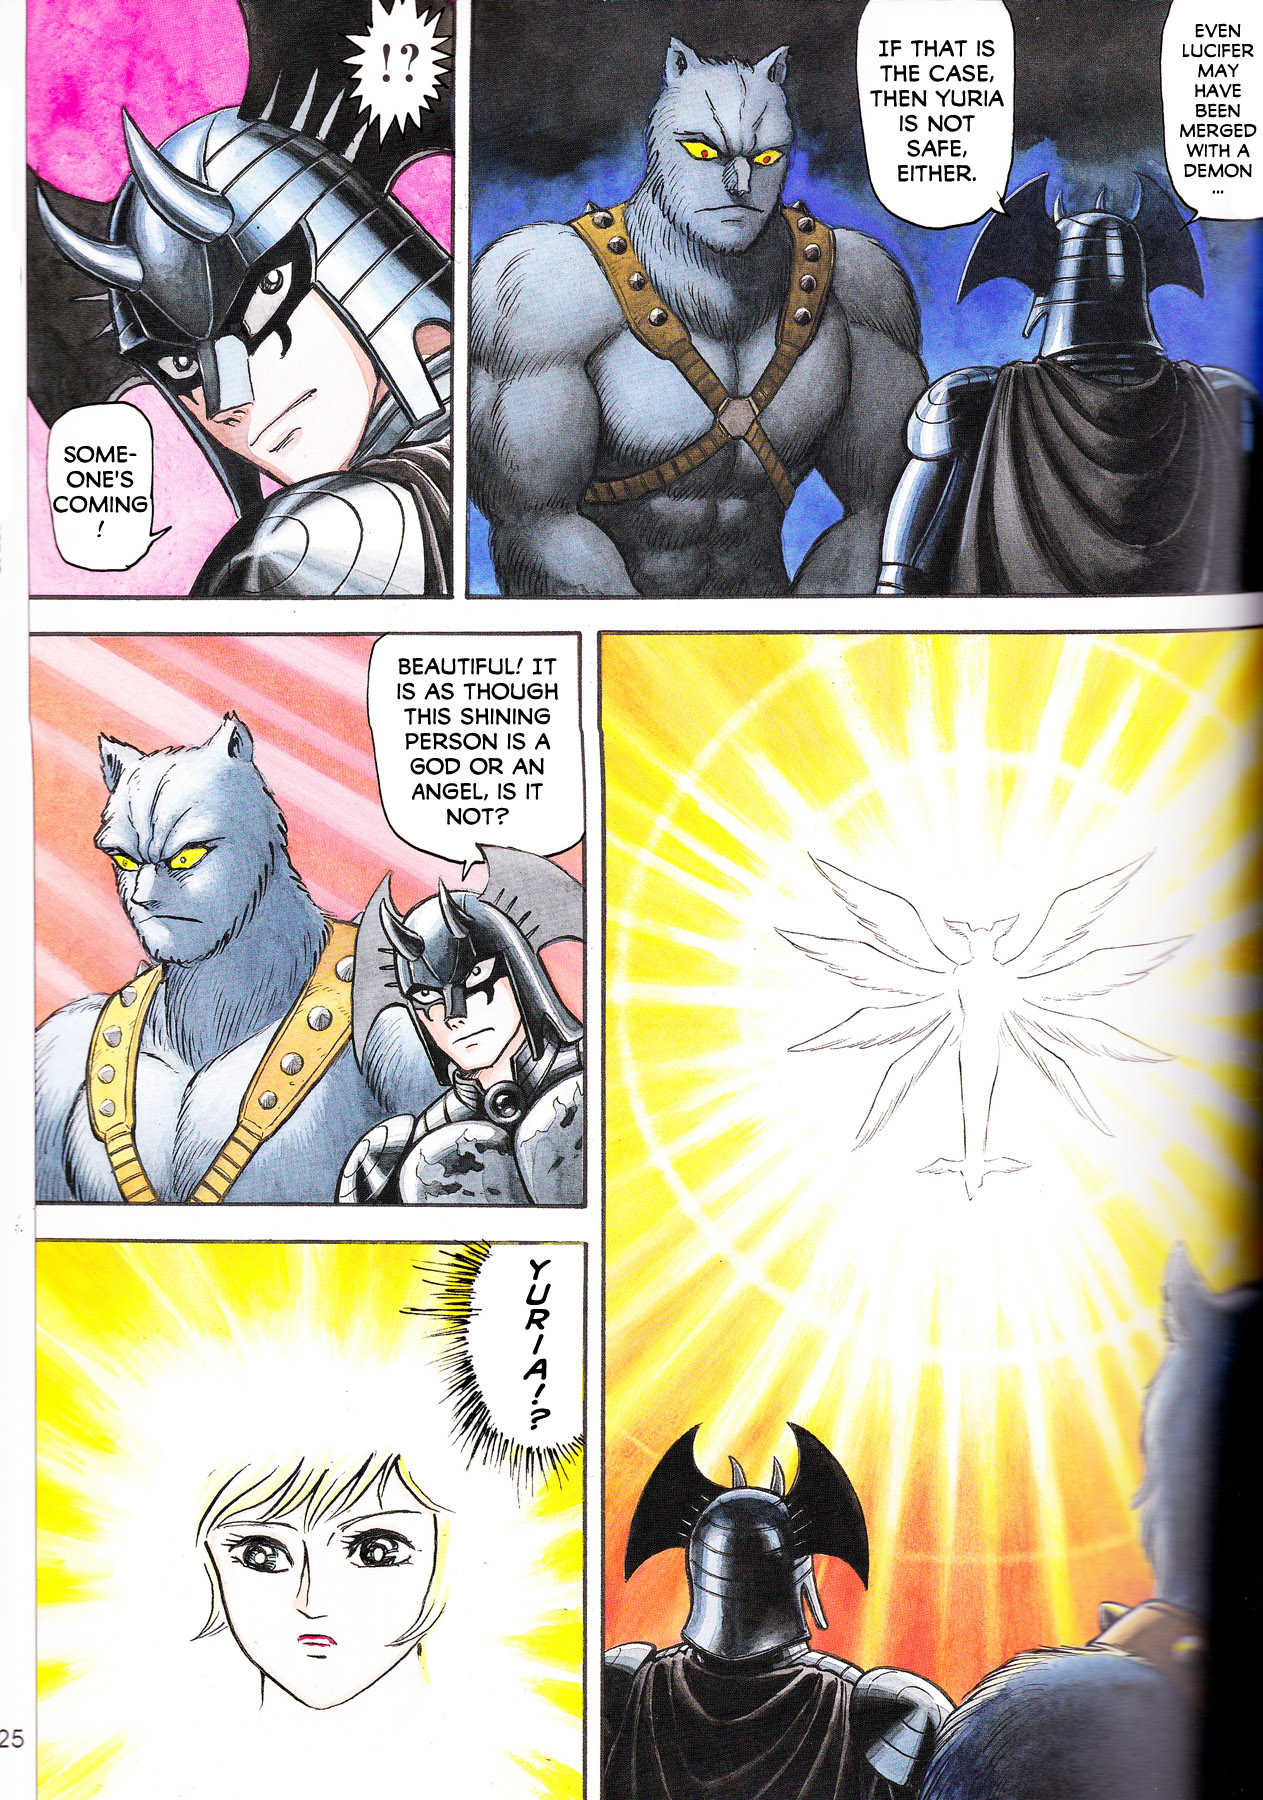 EVEN
LUCIFER
MAY
HAVE
BEEN
MERGED
WITH A
DEMON
...
IF THAT IS
THE CASE,
THEN YURIA
IS NOT
SAFE,
EITHER.
!?
SOME-
ONE'S
COMING
!
BEAUTIFUL! IT
IS AS THOUGH
THIS SHINING
PERSON IS A
GOD OR AN
ANGEL, IS IT
NOT?
YURIA!?
25